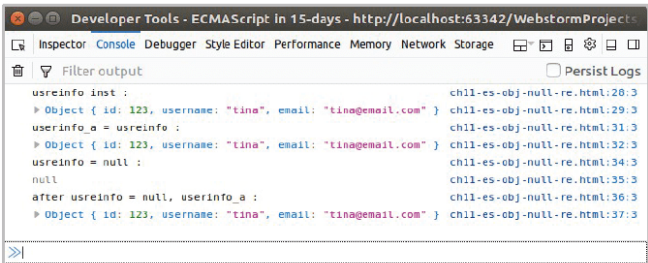 Developer Tools - ECMAScript in 15-days - http://localhost:63342/WebstormProjects
Inspector Console Debugger Style Editor Performance Memory Network Storage
Filter output Persist Logs
usreinfo inst : ch11-es-obj-null-re.html:28:3
Object { id: 123, username: "tina", email: "tina@email.com" } ch11-es-obj-null-re.html:29:3
userinfo_a = usreinfo : ch11-es-obj-null-re.html:31:3
Object { id: 123, username: "tina", email: "tina@email.com" } ch11-es-obj-null-re.html:32:3
usreinfo = null : ch11-es-obj-null-re.html:34:3
null ch11-es-obj-null-re.html:35:3
after usreinfo = null, userinfo_a : ch11-es-obj-null-re.html:36:3
Object { id: 123, username: "tina", email: "tina@email.com" } ch11-es-obj-null-re.html:37:3